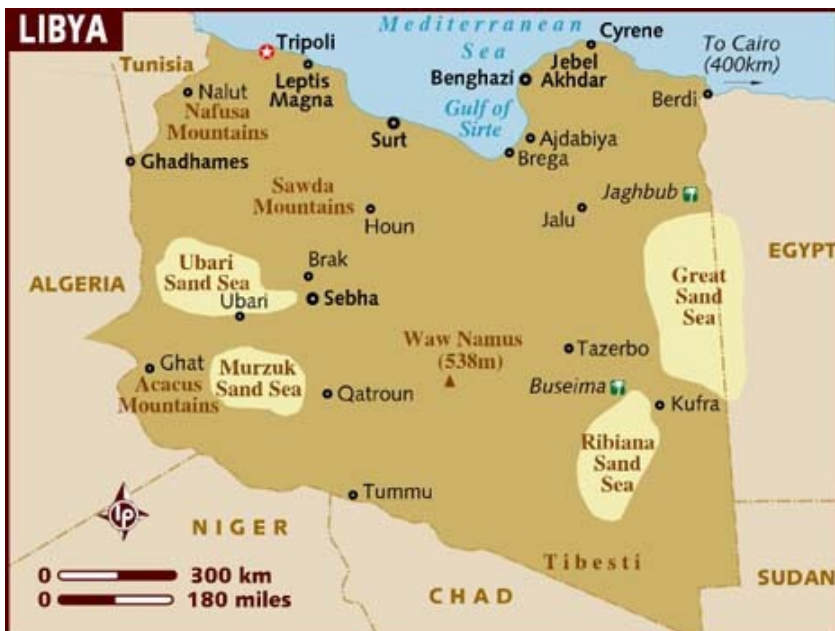 LIBYA
Mediterranean
Sea
Cyrene
To Cairo
(400km)
Tunisia
Tripoli
Leptis
Magna
Benghazi
Jebel
Akhdar
Nalut
Nafusa
Mountains
Gulf of
Sirte
Berdi
Surt
Ajdabiya
Brega
Ghadhames
Sawda
Mountains
Houn
Jalu
Jaghbub
ALGERIA
EGYPT
Ubari
Sand Sea
Ubari
Brak
Sebha
Great
Sand
Sea
Waw Namus
(538m)
Tazerbo
Ghat
Acacus
Mountains
Murzuk
Sand Sea
Qatroun
Buseima
Kufra
Ribiana
Sand
Sea
Tummu
lp
NIGER
Tibesti
CHAD
SUDAN
0 300 km
0 180 miles